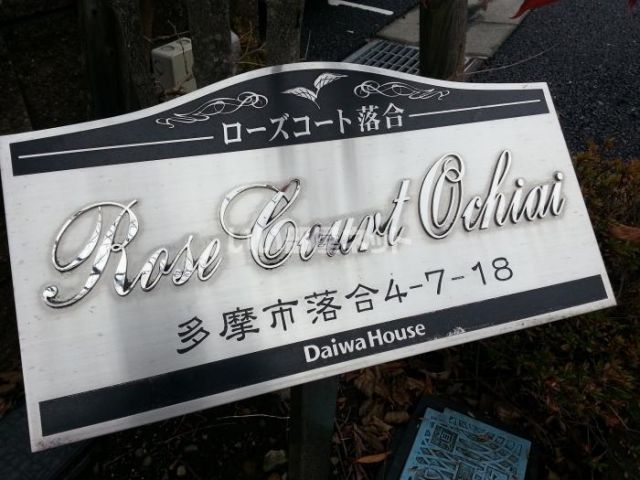 ローズコート落合
Rose Court Ochiai
多摩市落合4-7-18
DaiwaHouse